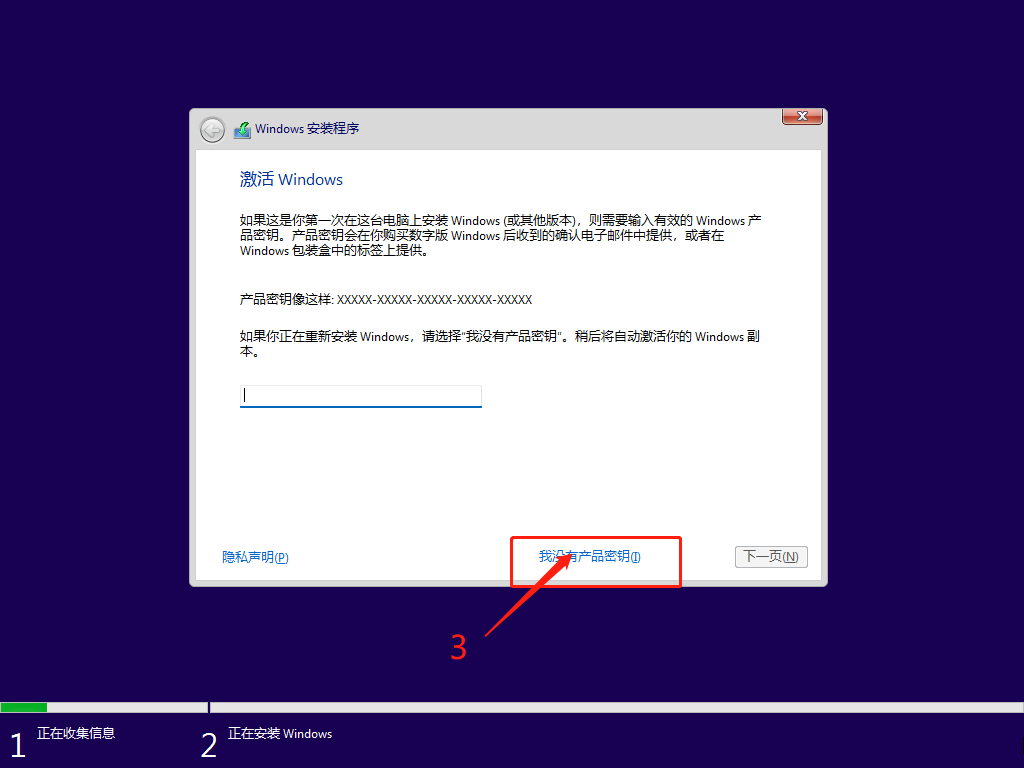 Windows 安装程序
激活 Windows
如果这是你第一次在这台电脑上安装 Windows (或其他版本)，则需要输入有效的 Windows 产
品密钥。产品密钥会在你购买数字版 Windows 后收到的确认电子邮件中提供，或者在
Windows 包装盒中的标签上提供。
产品密钥像这样: XXXXX-XXXXX-XXXXX-XXXXX-XXXXX
如果你正在重新安装 Windows，请选择“我没有产品密钥”。稍后将自动激活你的 Windows 副
本。
隐私声明(P)
我没有产品密钥(I)
下一页(N)
3
1 正在收集信息
2 正在安装 Windows